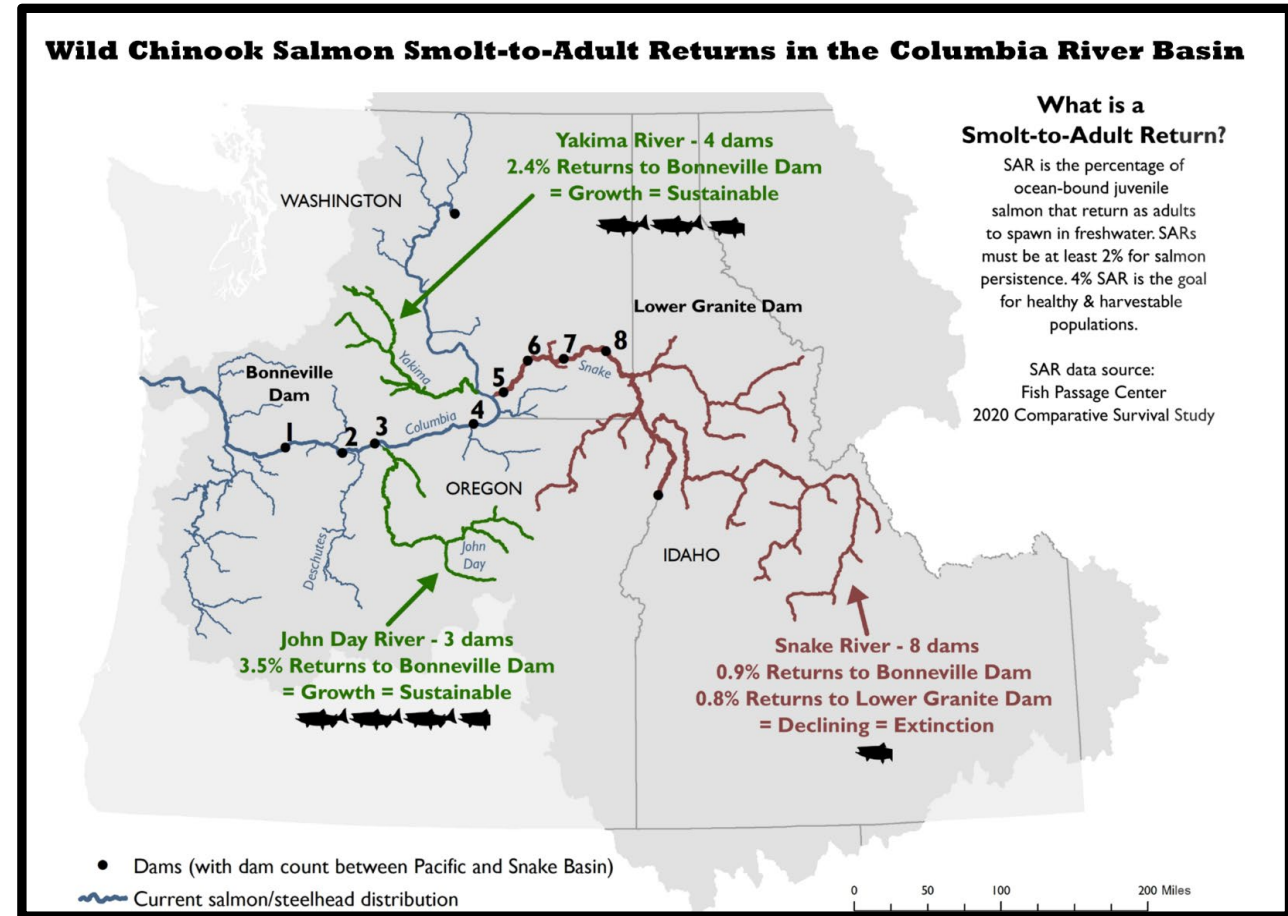 Wild Chinook Salmon Smolt-to-Adult Returns in the Columbia River Basin
What is a
Smolt-to-Adult Return?
SAR is the percentage of
ocean-bound juvenile
salmon that return as adults
to spawn in freshwater. SARs
must be at least 2% for salmon
persistence. 4% SAR is the goal
for healthy & harvestable
populations.
SAR data source:
Fish Passage Center
2020 Comparative Survival Study
Yakima River - 4 dams
2.4% Returns to Bonneville Dam
= Growth = Sustainable
WASHINGTON
Lower Granite Dam
6
7
8
Snake
5
Yakima
Bonneville
Dam
4
Columbia
3
1
2
OREGON
Deschutes
John
Day
IDAHO
John Day River - 3 dams
3.5% Returns to Bonneville Dam
= Growth = Sustainable
Snake River - 8 dams
0.9% Returns to Bonneville Dam
0.8% Returns to Lower Granite Dam
= Declining = Extinction
Dams (with dam count between Pacific and Snake Basin)
Current salmon/steelhead distribution
0 50 100 200 Miles